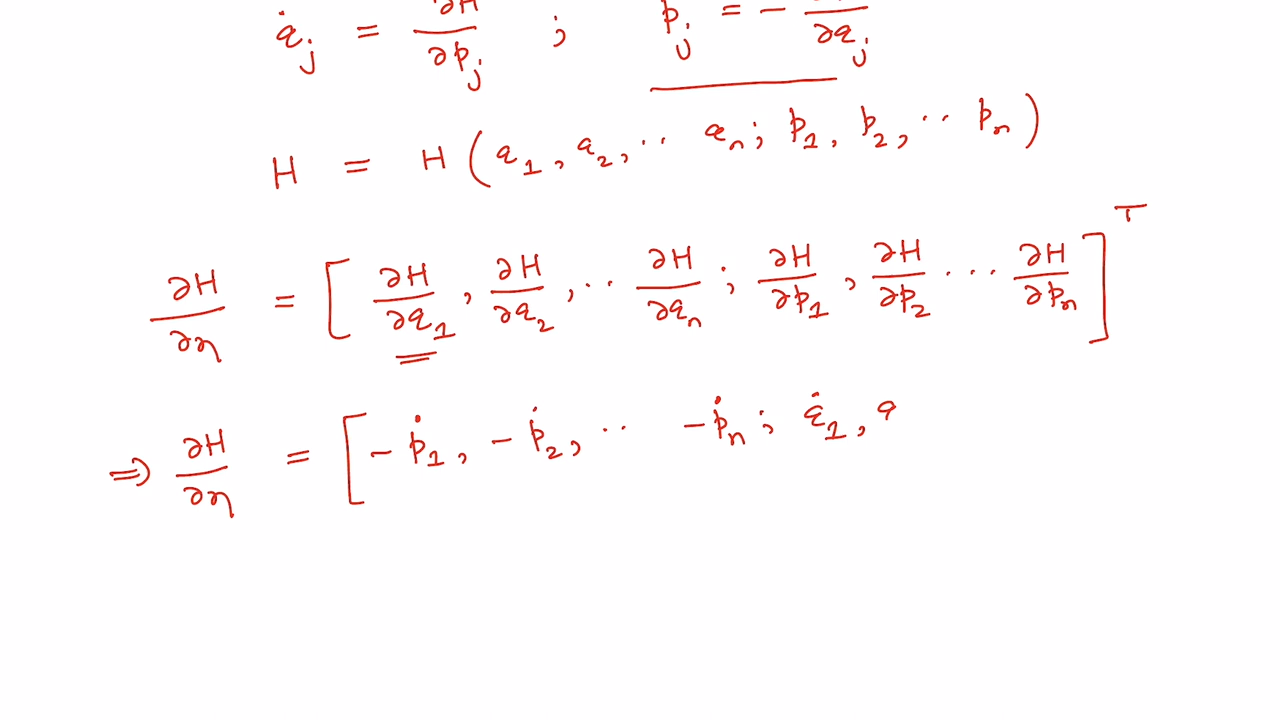 q̇_j = ∂H/∂p_j ; p_j = - /∂q_j
H = H (q_1, q_2, .. q_n; p_1, p_2, .. p_n)
∂H/∂η = [∂H/∂q_1, ∂H/∂q_2, .. ∂H/∂q_n; ∂H/∂p_1, ∂H/∂p_2 ... ∂H/∂p_n]^T
⇒ ∂H/∂η = [-ṗ_1, -ṗ_2, .. -ṗ_n; q̇_1, q